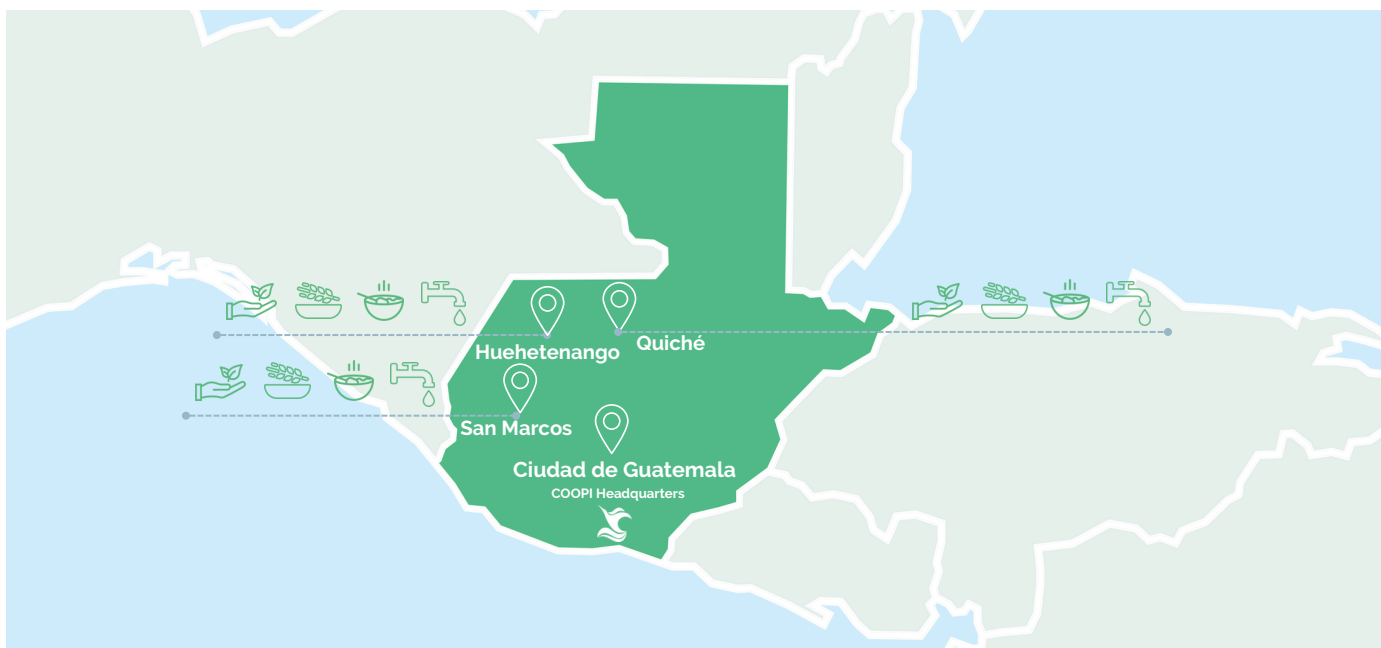 Huehetenango
Quiché
San Marcos
Ciudad de Guatemala
COOPI Headquarters